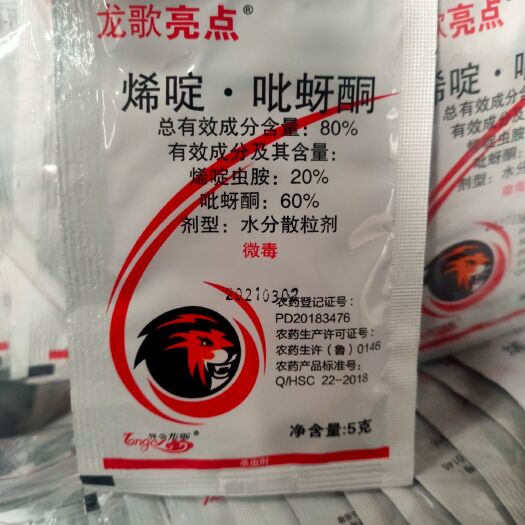 龙歌亮点®
烯啶·吡蚜酮
总有效成分含量：80%
有效成分及其含量：
烯啶虫胺：20%
吡蚜酮：60%
剂型：水分散粒剂
微毒
20210302
农药登记证号：
PD20183476
农药生产许可证号：
农药生许（鲁）0146
农药产品标准号：
Q/HSC 22-2018
净含量:5克
杀虫剂